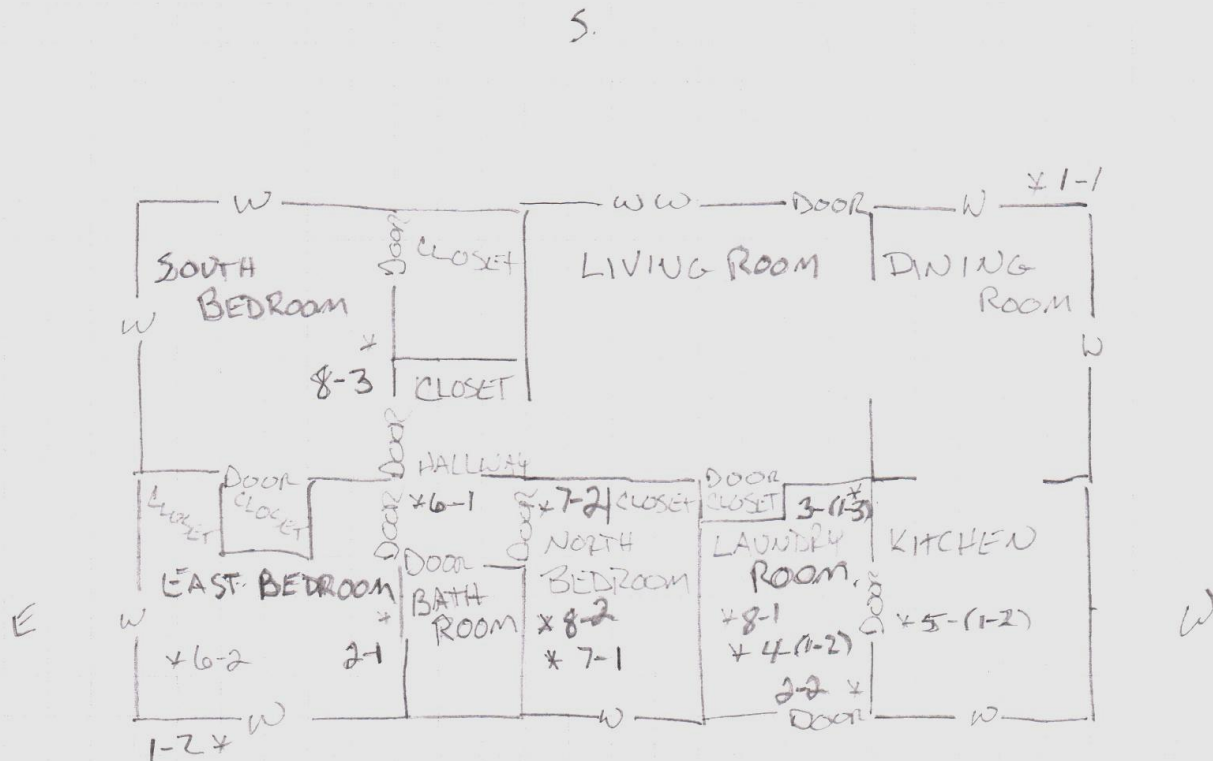 S.
* 1-1
W
W W
DOOR
W
SOUTH
BEDROOM
DOOR
CLOSET
LIVING ROOM
DINING
ROOM
W
W
*
8-3
CLOSET
DOOR
HALLWAY
DOOR
CLOSET
CLOSET
DOOR
*6-1
DOOR
*7-2
CLOSET
DOOR
CLOSET
*
3-(1-3)
EAST BEDROOM
DOOR
BATH
ROOM
NORTH
BEDROOM
LAUNDRY
ROOM.
KITCHEN
DOOR
E
W
*6-2
*
2-1
*8-2
*7-1
*8-1
*4-(1-2)
2-2 *
*5-(1-2)
W
W
W
DOOR
W
1-2*